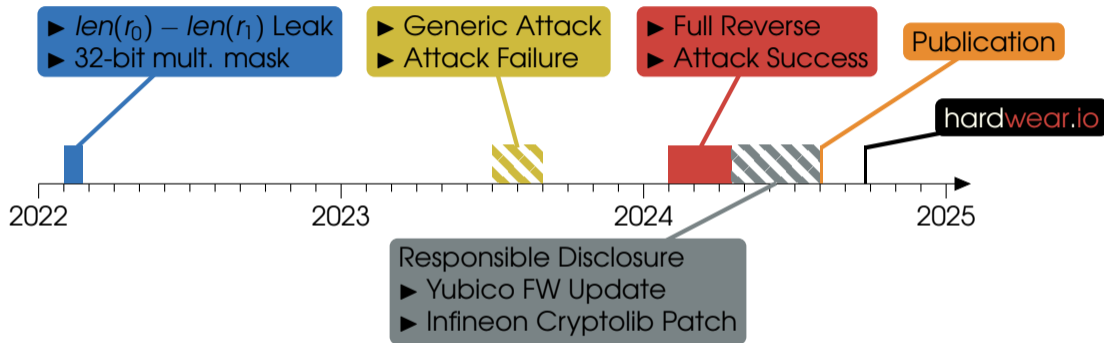 ► len(r₀) − len(r₁) Leak
► 32-bit mult. mask
► Generic Attack
► Attack Failure
► Full Reverse
► Attack Success
Publication
hardwear.io
2022
2023
2024
2025
Responsible Disclosure
► Yubico FW Update
► Infineon Cryptolib Patch